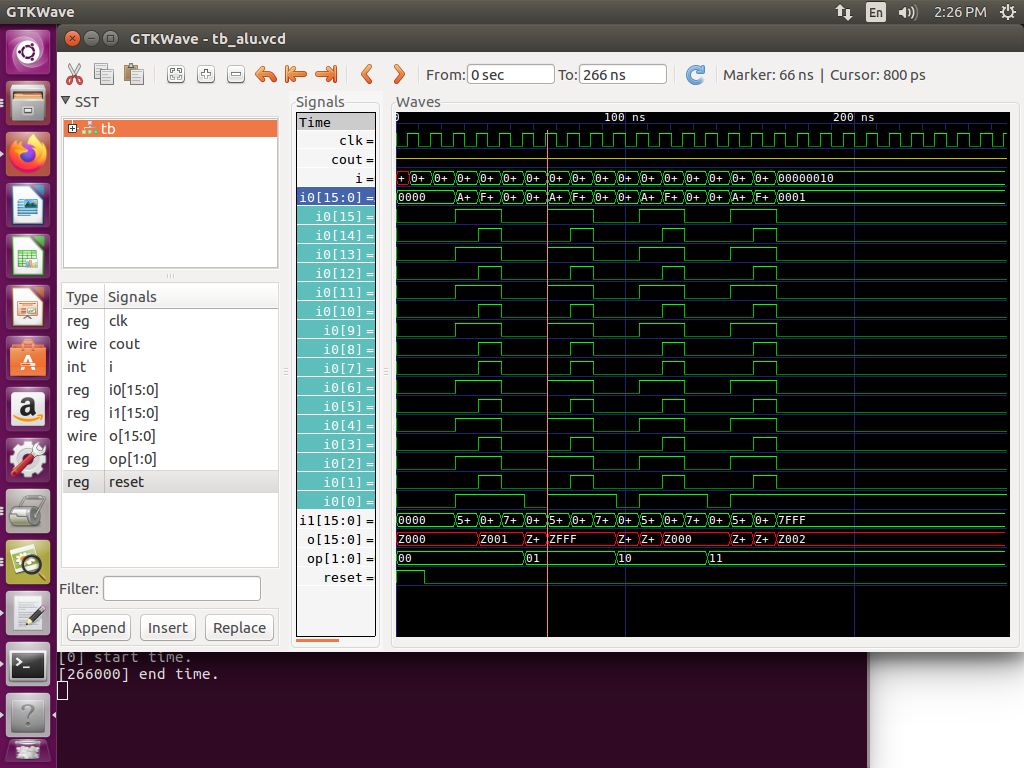 GTKWave
En
2:26 PM
GTKWave - tb_alu.vcd
From: 0 sec To: 266 ns Marker: 66 ns | Cursor: 800 ps
SST
tb
Type Signals
reg clk
wire cout
int i
reg i0[15:0]
reg i1[15:0]
wire o[15:0]
reg op[1:0]
reg reset
Filter:
Append Insert Replace
Signals
Time
clk =
cout =
i =
i0[15:0] =
i0[15] =
i0[14] =
i0[13] =
i0[12] =
i0[11] =
i0[10] =
i0[9] =
i0[8] =
i0[7] =
i0[6] =
i0[5] =
i0[4] =
i0[3] =
i0[2] =
i0[1] =
i0[0] =
i1[15:0] =
o[15:0] =
op[1:0] =
reset =
Waves
0 100 ns 200 ns
+ 0+ 0+ 0+ 0+ 0+ 0+ 0+ 0+ 0+ 0+ 0+ 0+ 0+ 0+ 0+ 00000010
0000 A+ F+ 0+ 0+ A+ F+ 0+ 0+ A+ F+ 0+ 0+ A+ F+ 0001
0000 5+ 0+ 7+ 0+ 5+ 0+ 7+ 0+ 5+ 0+ 7+ 0+ 5+ 0+ 7FFF
Z000 Z001 Z+ ZFFF Z+ Z+ Z000 Z+ Z+ Z002
00 01 10 11
[0] start time.
[266000] end time.